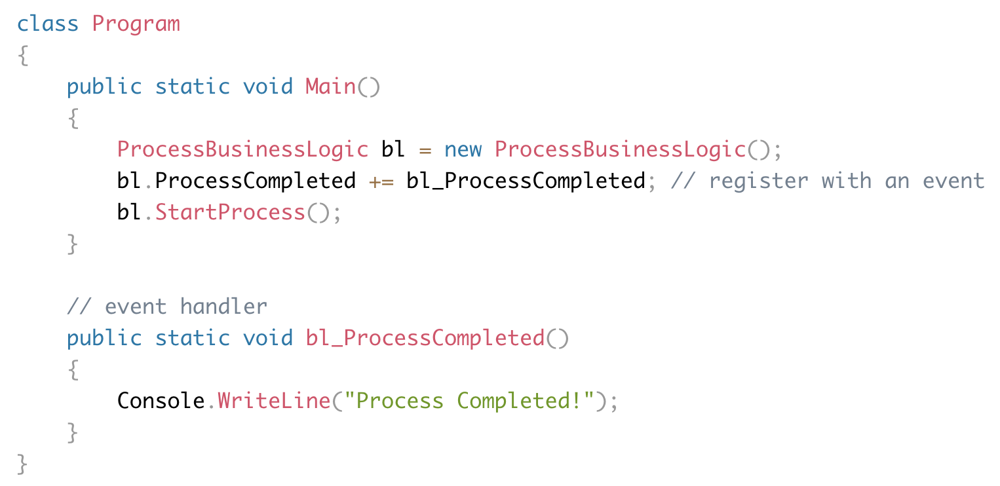 class Program
{
    public static void Main()
    {
        ProcessBusinessLogic bl = new ProcessBusinessLogic();
        bl.ProcessCompleted += bl_ProcessCompleted; // register with an event
        bl.StartProcess();
    }

    // event handler
    public static void bl_ProcessCompleted()
    {
        Console.WriteLine("Process Completed!");
    }
}